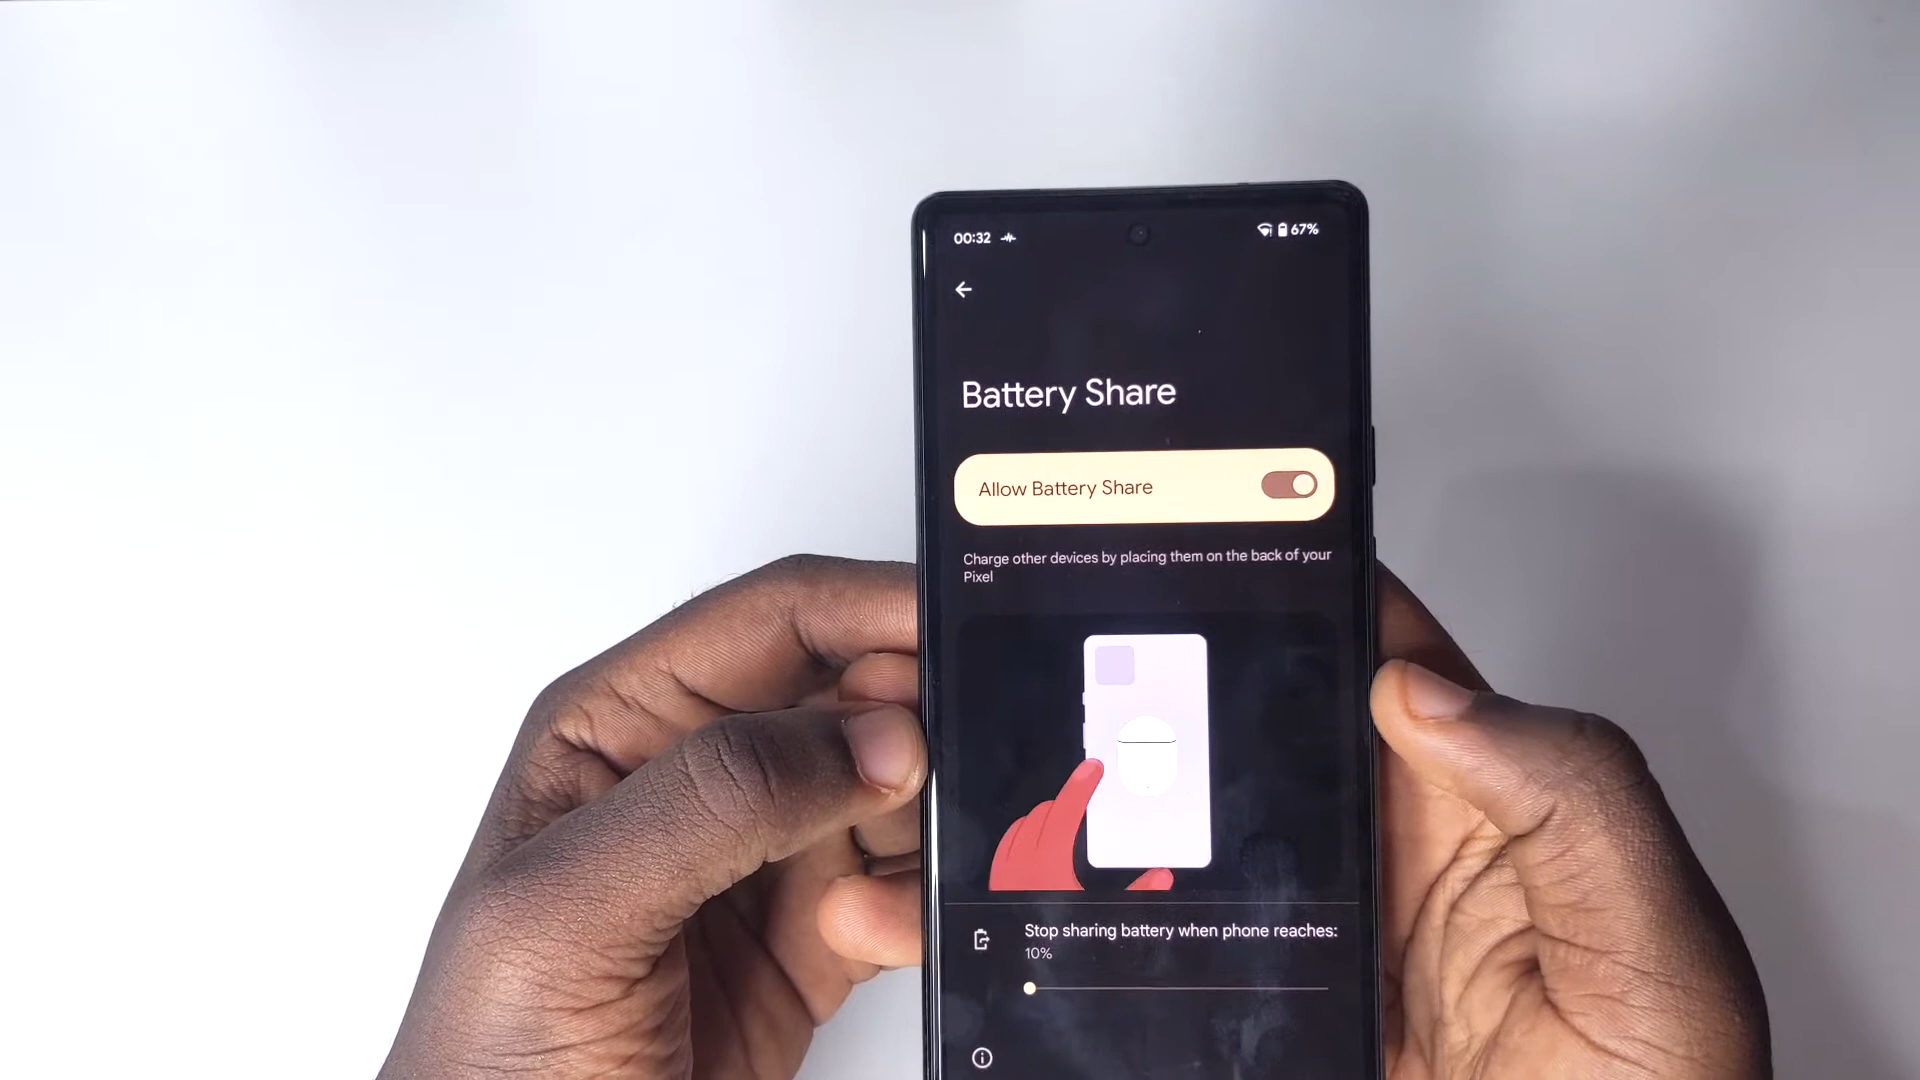 00:32
67%
Battery Share
Allow Battery Share
Charge other devices by placing them on the back of your
Pixel
Stop sharing battery when phone reaches:
10%